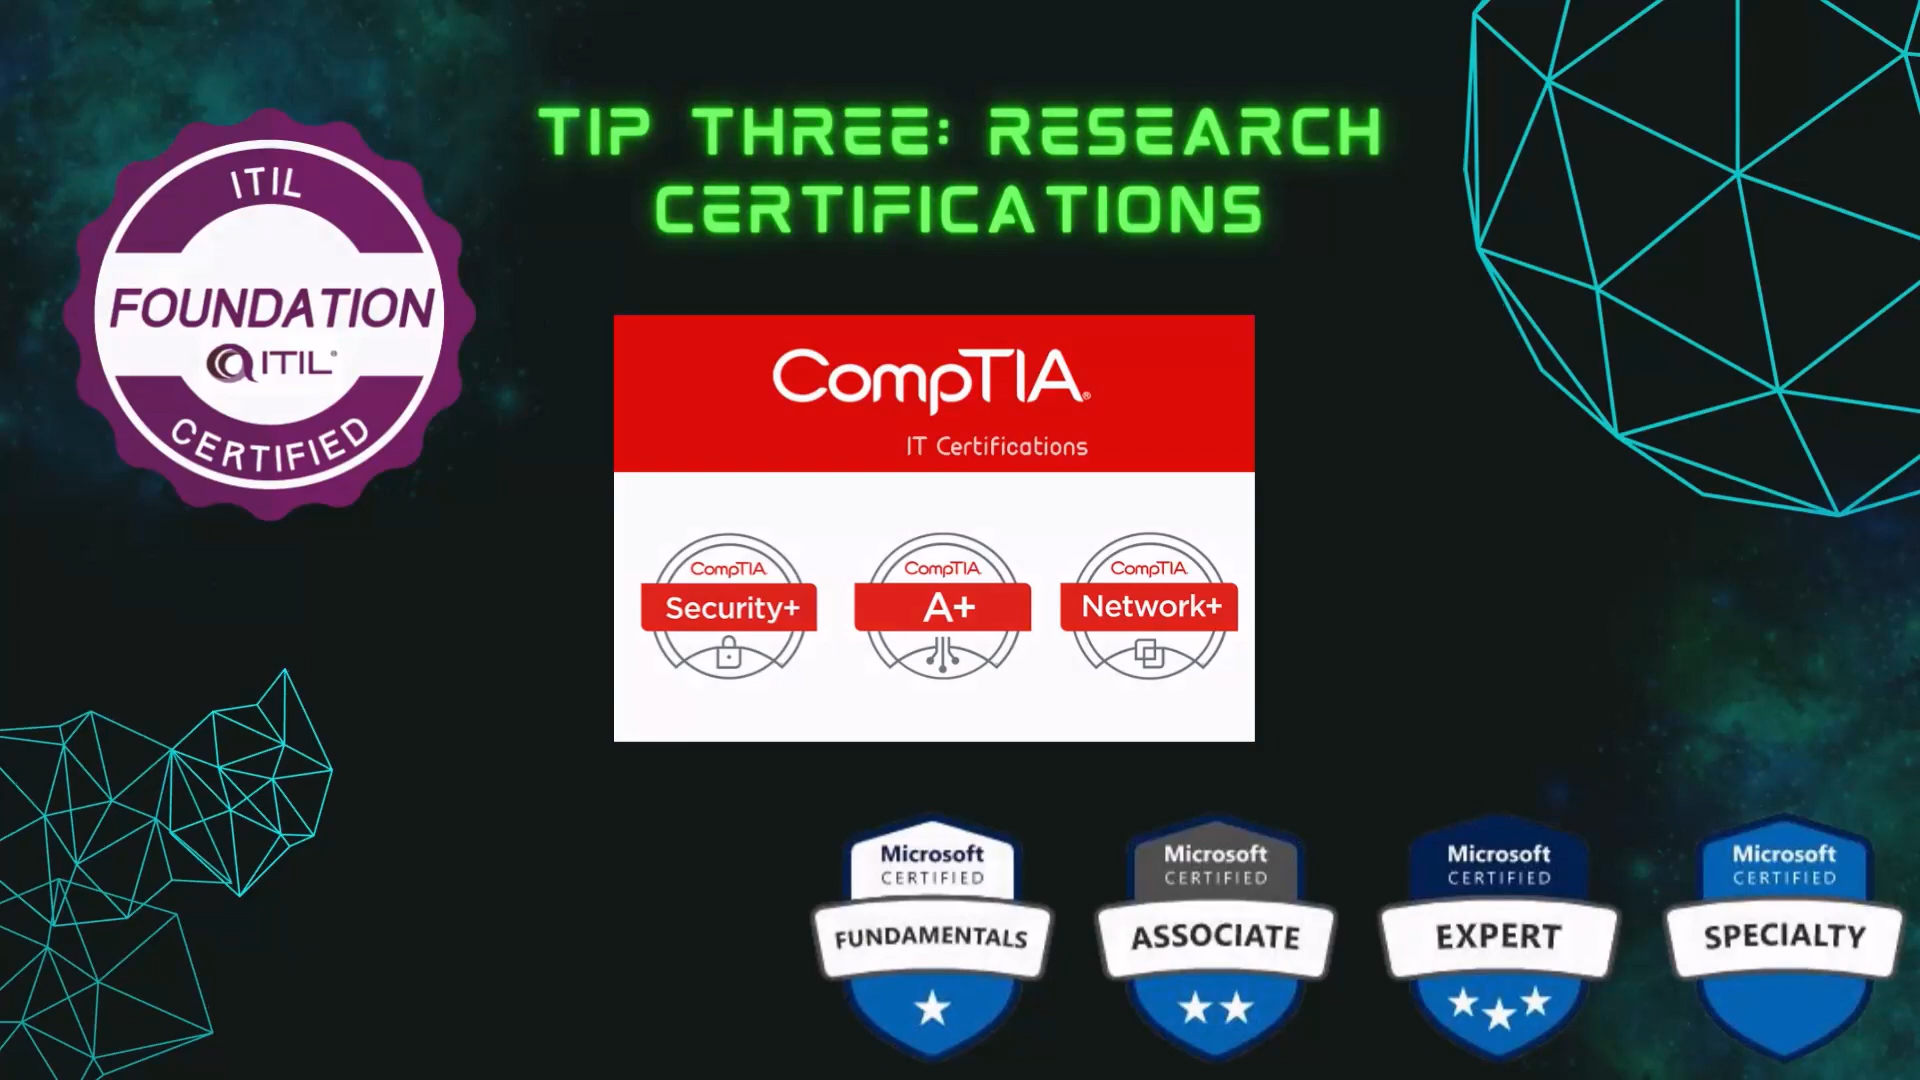 TIP THREE: RESEARCH
CERTIFICATIONS
ITIL
FOUNDATION
ITIL®
CERTIFIED
CompTIA®
IT Certifications
CompTIA
Security+
CompTIA
A+
CompTIA
Network+
Microsoft
CERTIFIED
FUNDAMENTALS
Microsoft
CERTIFIED
ASSOCIATE
Microsoft
CERTIFIED
EXPERT
Microsoft
CERTIFIED
SPECIALTY